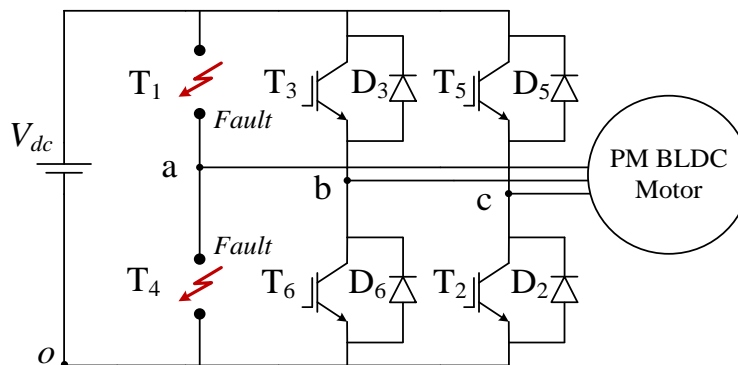 T1
Fault
T3
D3
T5
D5
Vdc
a
b
c
PM BLDC
Motor
Fault
T4
T6
D6
T2
D2
o